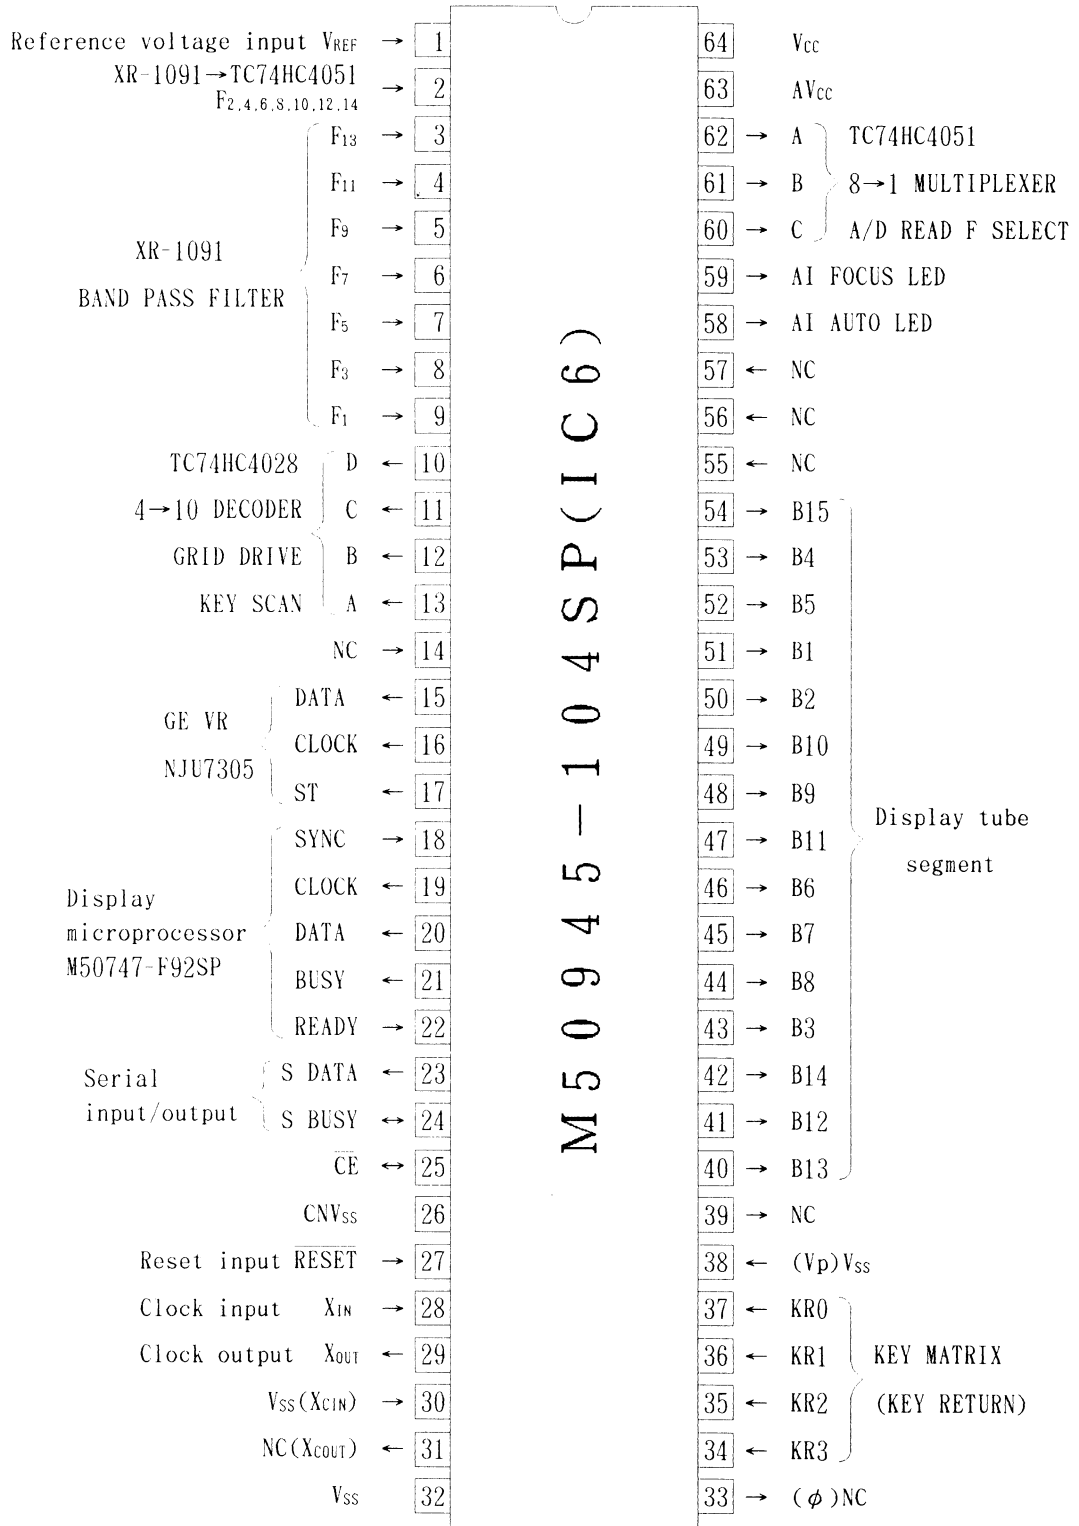 Reference voltage input VREF → 1
XR-1091→TC74HC4051
F2,4,6,8,10,12,14 → 2
XR-1091
BAND PASS FILTER
F13 → 3
F11 → 4
F9 → 5
F7 → 6
F5 → 7
F3 → 8
F1 → 9
TC74HC4028 D ← 10
4→10 DECODER C ← 11
GRID DRIVE B ← 12
KEY SCAN A ← 13
NC → 14
GE VR
NJU7305
DATA ← 15
CLOCK ← 16
ST ← 17
Display
microprocessor
M50747-F92SP
SYNC → 18
CLOCK ← 19
DATA ← 20
BUSY ← 21
READY → 22
Serial
input/output
S DATA ← 23
S BUSY ↔ 24
C̅E̅ ↔ 25
CNVSS 26
Reset input R̅E̅S̅E̅T̅ → 27
Clock input XIN → 28
Clock output XOUT ← 29
VSS(XCIN) → 30
NC(XCOUT) ← 31
VSS 32
M50945-104SP(IC6)
64 VCC
63 AVCC
62 → A TC74HC4051
61 → B 8→1 MULTIPLEXER
60 → C A/D READ F SELECT
59 → AI FOCUS LED
58 → AI AUTO LED
57 ← NC
56 ← NC
55 ← NC
54 → B15
53 → B4
52 → B5
51 → B1
50 → B2
49 → B10
48 → B9
47 → B11
46 → B6
45 → B7
44 → B8
43 → B3
42 → B14
41 → B12
40 → B13
Display tube
segment
39 → NC
38 ← (Vp)VSS
37 ← KR0
36 ← KR1 KEY MATRIX
35 ← KR2 (KEY RETURN)
34 ← KR3
33 → (φ)NC